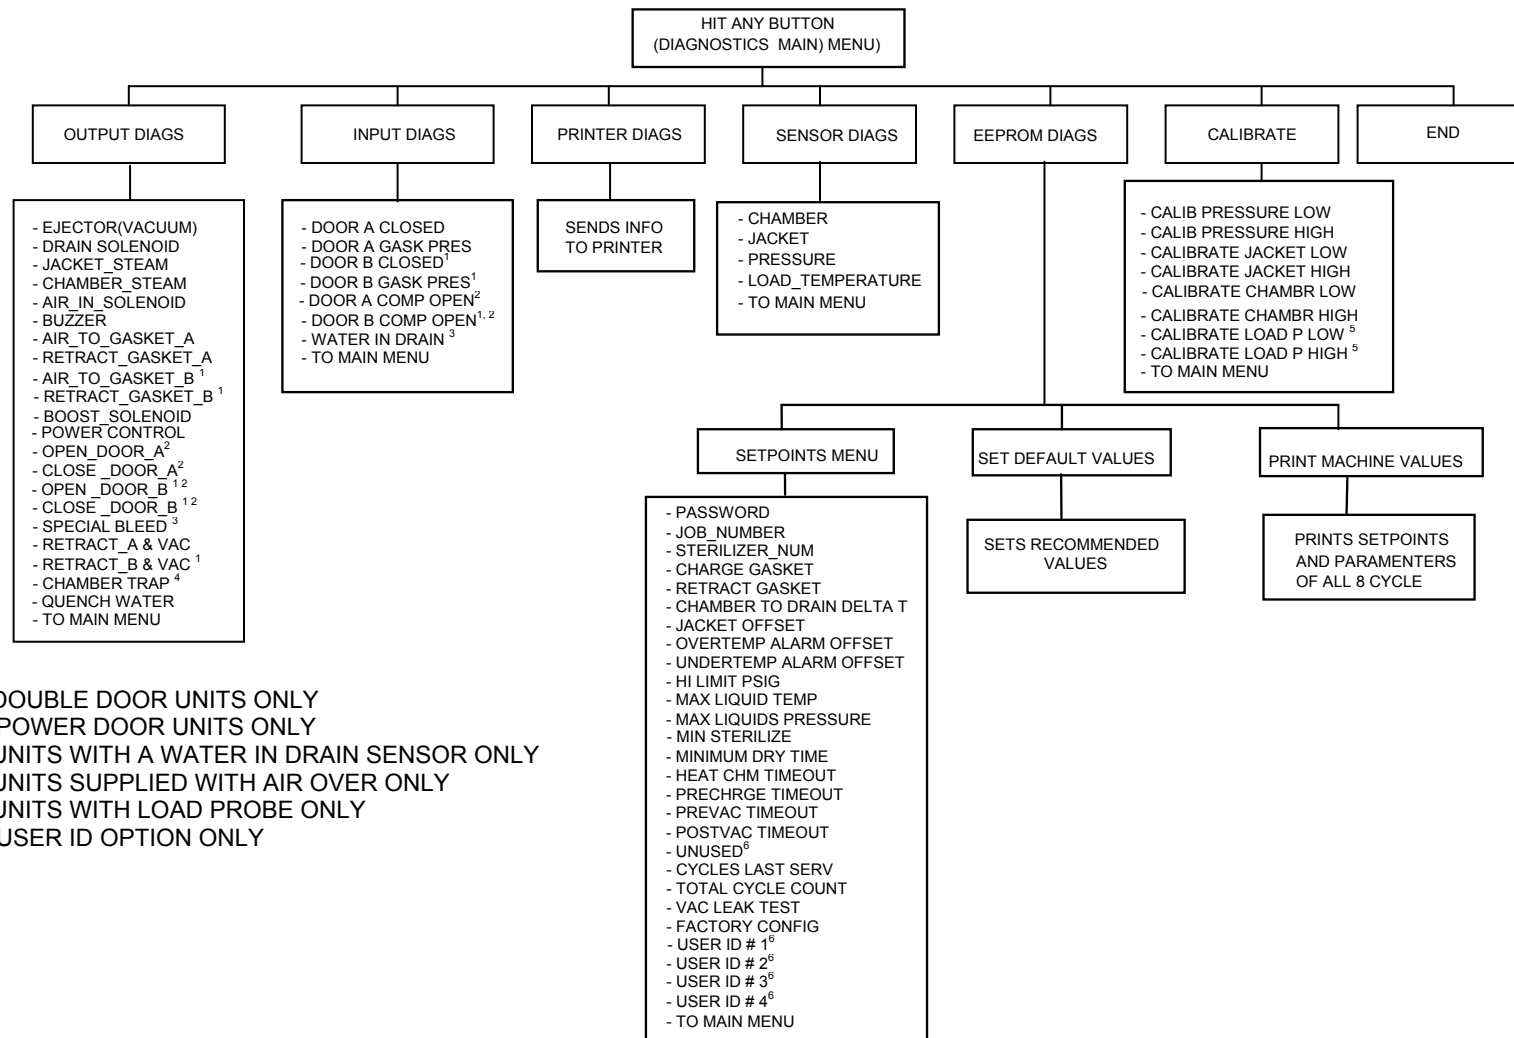 HIT ANY BUTTON
(DIAGNOSTICS MAIN) MENU)
OUTPUT DIAGS
INPUT DIAGS
PRINTER DIAGS
SENSOR DIAGS
EEPROM DIAGS
CALIBRATE
END
- EJECTOR(VACUUM)
- DRAIN SOLENOID
- JACKET_STEAM
- CHAMBER_STEAM
- AIR_IN_SOLENOID
- BUZZER
- AIR_TO_GASKET_A
- RETRACT_GASKET_A
- AIR_TO_GASKET_B 1
- RETRACT_GASKET_B 1
- BOOST_SOLENOID
- POWER CONTROL
- OPEN_DOOR_A2
- CLOSE _DOOR_A2
- OPEN _DOOR_B 1 2
- CLOSE _DOOR_B 1 2
- SPECIAL BLEED 3
- RETRACT_A & VAC
- RETRACT_B & VAC 1
- CHAMBER TRAP 4
- QUENCH WATER
- TO MAIN MENU
- DOOR A CLOSED
- DOOR A GASK PRES
- DOOR B CLOSED1
- DOOR B GASK PRES1
- DOOR A COMP OPEN2
- DOOR B COMP OPEN1, 2
- WATER IN DRAIN 3
- TO MAIN MENU
SENDS INFO
TO PRINTER
- CHAMBER
- JACKET
- PRESSURE
- LOAD_TEMPERATURE
- TO MAIN MENU
- CALIB PRESSURE LOW
- CALIB PRESSURE HIGH
- CALIBRATE JACKET LOW
- CALIBRATE JACKET HIGH
- CALIBRATE CHAMBR LOW
- CALIBRATE CHAMBR HIGH
- CALIBRATE LOAD P LOW 5
- CALIBRATE LOAD P HIGH 5
- TO MAIN MENU
SETPOINTS MENU
SET DEFAULT VALUES
PRINT MACHINE VALUES
- PASSWORD
- JOB_NUMBER
- STERILIZER_NUM
- CHARGE GASKET
- RETRACT GASKET
- CHAMBER TO DRAIN DELTA T
- JACKET OFFSET
- OVERTEMP ALARM OFFSET
- UNDERTEMP ALARM OFFSET
- HI LIMIT PSIG
- MAX LIQUID TEMP
- MAX LIQUIDS PRESSURE
- MIN STERILIZE
- MINIMUM DRY TIME
- HEAT CHM TIMEOUT
- PRECHRGE TIMEOUT
- PREVAC TIMEOUT
- POSTVAC TIMEOUT
- UNUSED6
- CYCLES LAST SERV
- TOTAL CYCLE COUNT
- VAC LEAK TEST
- FACTORY CONFIG
- USER ID # 16
- USER ID # 26
- USER ID # 36
- USER ID # 46
- TO MAIN MENU
SETS RECOMMENDED
VALUES
PRINTS SETPOINTS
AND PARAMENTERS
OF ALL 8 CYCLE
DOUBLE DOOR UNITS ONLY
POWER DOOR UNITS ONLY
UNITS WITH A WATER IN DRAIN SENSOR ONLY
UNITS SUPPLIED WITH AIR OVER ONLY
UNITS WITH LOAD PROBE ONLY
USER ID OPTION ONLY